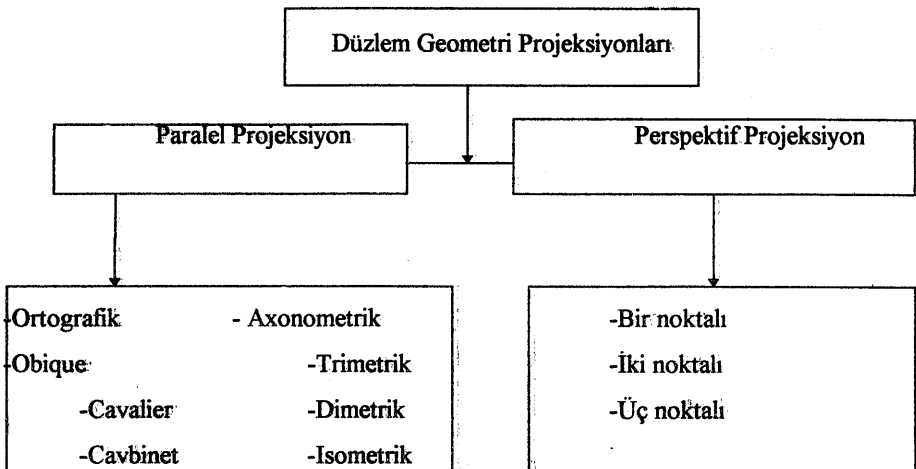 Düzlem Geometri Projeksiyonları
Paralel Projeksiyon
Perspektif Projeksiyon
-Ortografik - Axonometrik
-Obique -Trimetrik
-Cavalier -Dimetrik
-Cavbinet -Isometrik
-Bir noktalı
-İki noktalı
-Üç noktalı